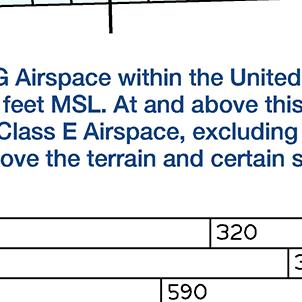 G Airspace within the United
feet MSL. At and above this
Class E Airspace, excluding
ove the terrain and certain s
320
3
590